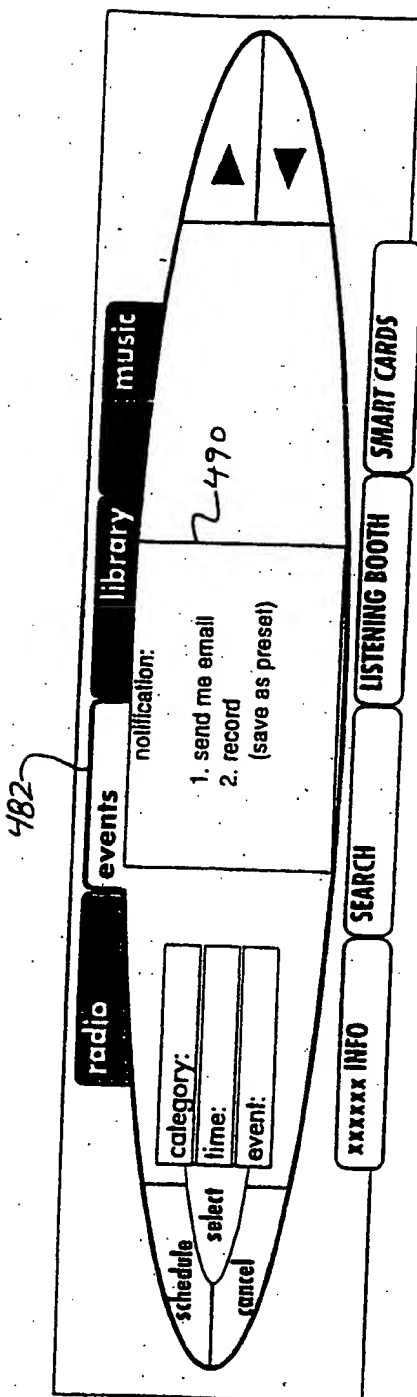 482
radio
events
library
music
schedule
select
cancel
category:
time:
event:
notification:
1. send me email
2. record
(save as preset)
490
xxxxxx INFO
SEARCH
LISTENING BOOTH
SMART CARDS